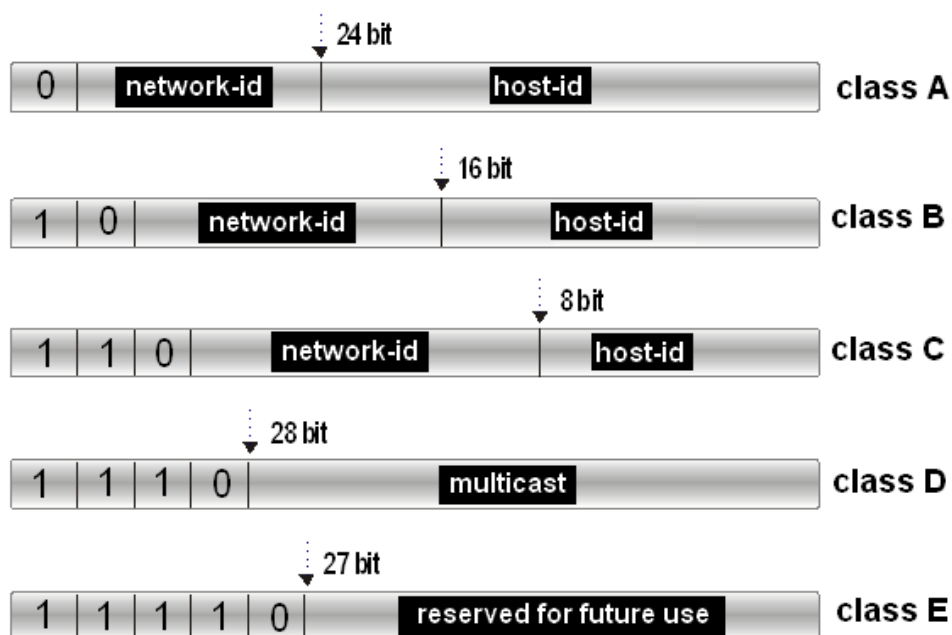 24 bit
0 network-id host-id class A
16 bit
1 0 network-id host-id class B
8 bit
1 1 0 network-id host-id class C
28 bit
1 1 1 0 multicast class D
27 bit
1 1 1 1 0 reserved for future use class E